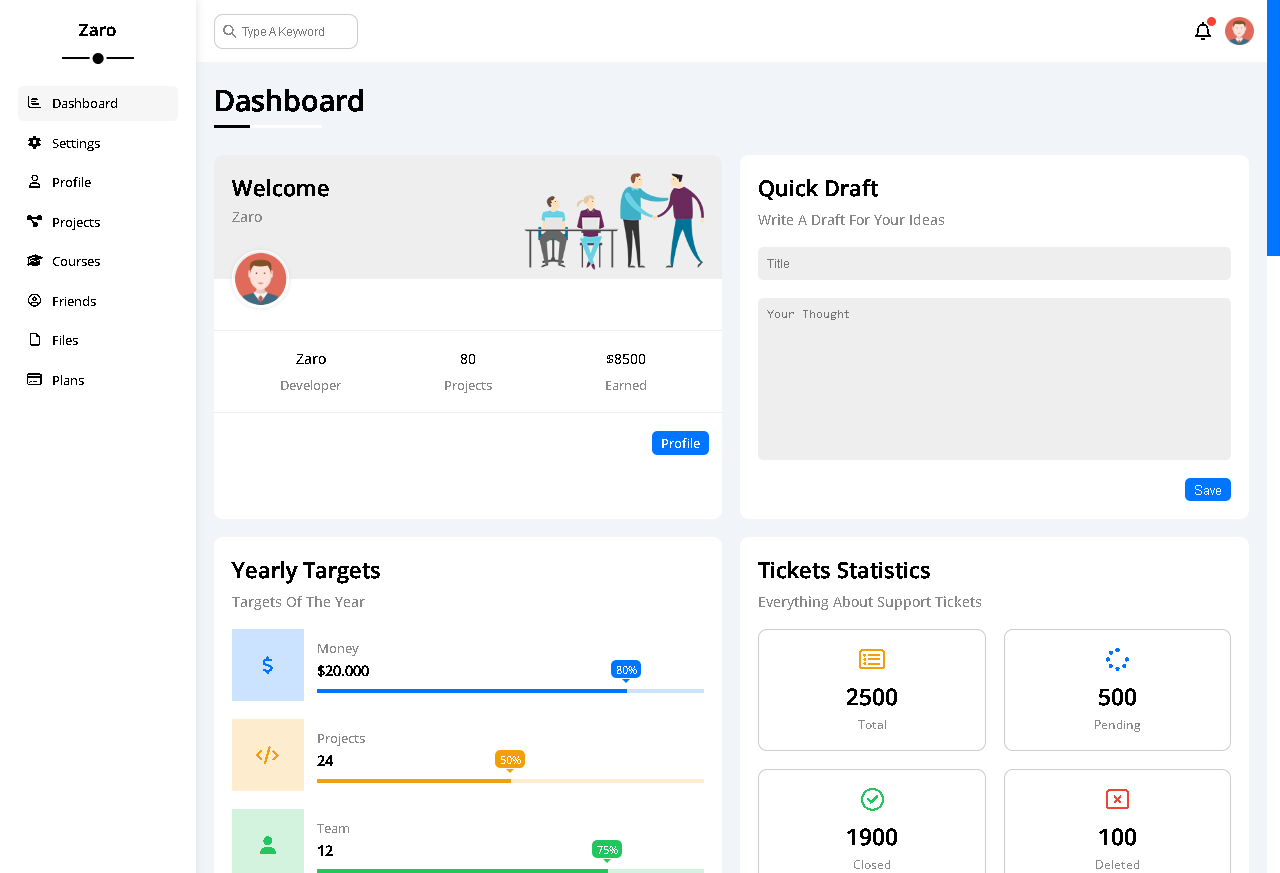 Zaro
Dashboard
Settings
Profile
Projects
Courses
Friends
Files
Plans
Type A Keyword
Dashboard
Welcome
Zaro
Zaro
Developer
80
Projects
$8500
Earned
Profile
Quick Draft
Write A Draft For Your Ideas
Title
Your Thought
Save
Yearly Targets
Targets Of The Year
Money
$20.000
80%
Projects
24
50%
Team
12
75%
Tickets Statistics
Everything About Support Tickets
2500
Total
500
Pending
1900
Closed
100
Deleted